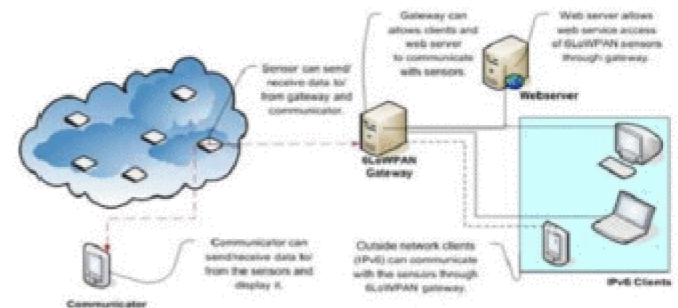 Gateway can
allows clients and
web server
to communicate
with sensors.
Web server allows
web service access
of 6LoWPAN sensors
through gateway.
Sensor can send/
receive data to/
from gateway and
communicator.
Webserver
6LoWPAN
Gateway
Communicator can
send/receive data to/
from the sensors and
display it.
Outside network clients
(IPv6) can communicate
with the sensors through
6LoWPAN gateway.
IPv6 Clients
Communicator